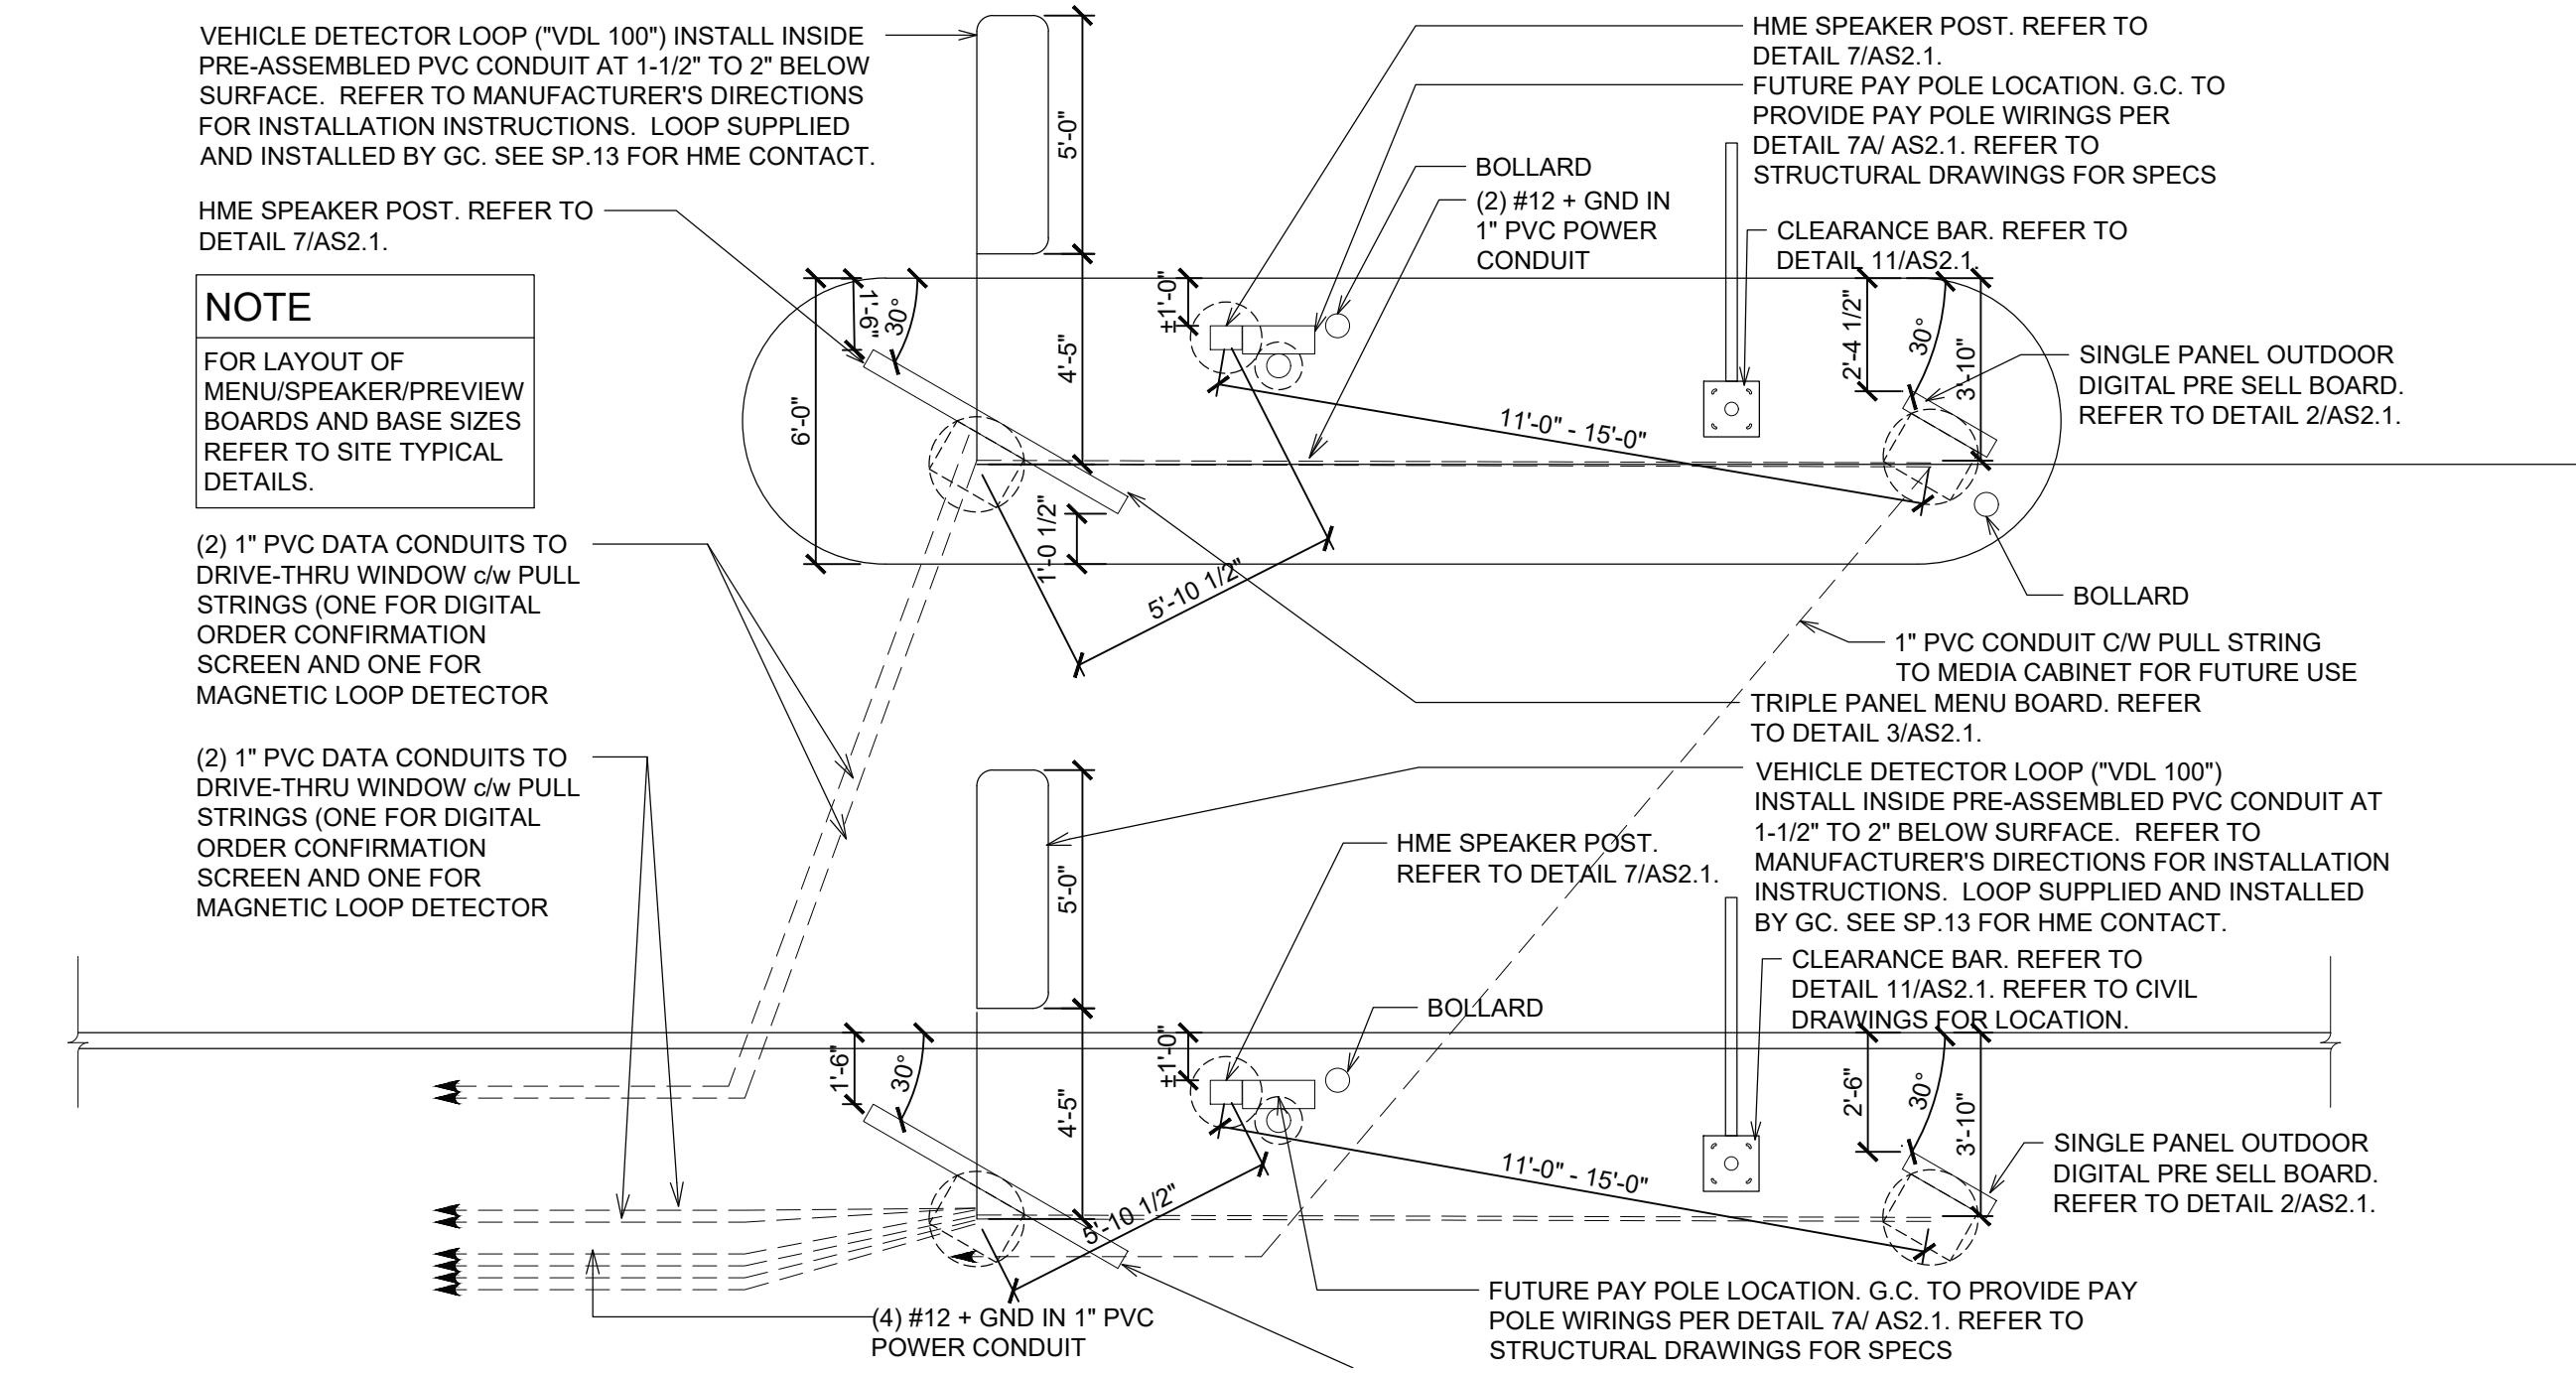 VEHICLE DETECTOR LOOP ("VDL 100") INSTALL INSIDE
PRE-ASSEMBLED PVC CONDUIT AT 1-1/2" TO 2" BELOW
SURFACE.  REFER TO MANUFACTURER'S DIRECTIONS
FOR INSTALLATION INSTRUCTIONS.  LOOP SUPPLIED
AND INSTALLED BY GC. SEE SP.13 FOR HME CONTACT.
HME SPEAKER POST. REFER TO
DETAIL 7/AS2.1.
NOTE
FOR LAYOUT OF
MENU/SPEAKER/PREVIEW
BOARDS AND BASE SIZES
REFER TO SITE TYPICAL
DETAILS.
(2) 1" PVC DATA CONDUITS TO
DRIVE-THRU WINDOW c/w PULL
STRINGS (ONE FOR DIGITAL
ORDER CONFIRMATION
SCREEN AND ONE FOR
MAGNETIC LOOP DETECTOR
(2) 1" PVC DATA CONDUITS TO
DRIVE-THRU WINDOW c/w PULL
STRINGS (ONE FOR DIGITAL
ORDER CONFIRMATION
SCREEN AND ONE FOR
MAGNETIC LOOP DETECTOR
HME SPEAKER POST. REFER TO
DETAIL 7/AS2.1.
FUTURE PAY POLE LOCATION. G.C. TO
PROVIDE PAY POLE WIRINGS PER
DETAIL 7A/ AS2.1. REFER TO
STRUCTURAL DRAWINGS FOR SPECS
BOLLARD
(2) #12 + GND IN
1" PVC POWER
CONDUIT
CLEARANCE BAR. REFER TO
DETAIL 11/AS2.1.
SINGLE PANEL OUTDOOR
DIGITAL PRE SELL BOARD.
REFER TO DETAIL 2/AS2.1.
5'-0"
4'-5"
6'-0"
1'-6"
30°
±1'-0"
11'-0" - 15'-0"
2'-4 1/2"
30°
3'-10"
1'-0 1/2"
5'-10 1/2"
BOLLARD
1" PVC CONDUIT C/W PULL STRING
TO MEDIA CABINET FOR FUTURE USE
TRIPLE PANEL MENU BOARD. REFER
TO DETAIL 3/AS2.1.
VEHICLE DETECTOR LOOP ("VDL 100")
INSTALL INSIDE PRE-ASSEMBLED PVC CONDUIT AT
1-1/2" TO 2" BELOW SURFACE.  REFER TO
MANUFACTURER'S DIRECTIONS FOR INSTALLATION
INSTRUCTIONS.  LOOP SUPPLIED AND INSTALLED
BY GC. SEE SP.13 FOR HME CONTACT.
HME SPEAKER POST.
REFER TO DETAIL 7/AS2.1.
CLEARANCE BAR. REFER TO
DETAIL 11/AS2.1. REFER TO CIVIL
DRAWINGS FOR LOCATION.
BOLLARD
5'-0"
4'-5"
1'-6"
30°
±1'-0"
11'-0" - 15'-0"
2'-6"
30°
3'-10"
5'-10 1/2"
SINGLE PANEL OUTDOOR
DIGITAL PRE SELL BOARD.
REFER TO DETAIL 2/AS2.1.
FUTURE PAY POLE LOCATION. G.C. TO PROVIDE PAY
POLE WIRINGS PER DETAIL 7A/ AS2.1. REFER TO
STRUCTURAL DRAWINGS FOR SPECS
(4) #12 + GND IN 1" PVC
POWER CONDUIT